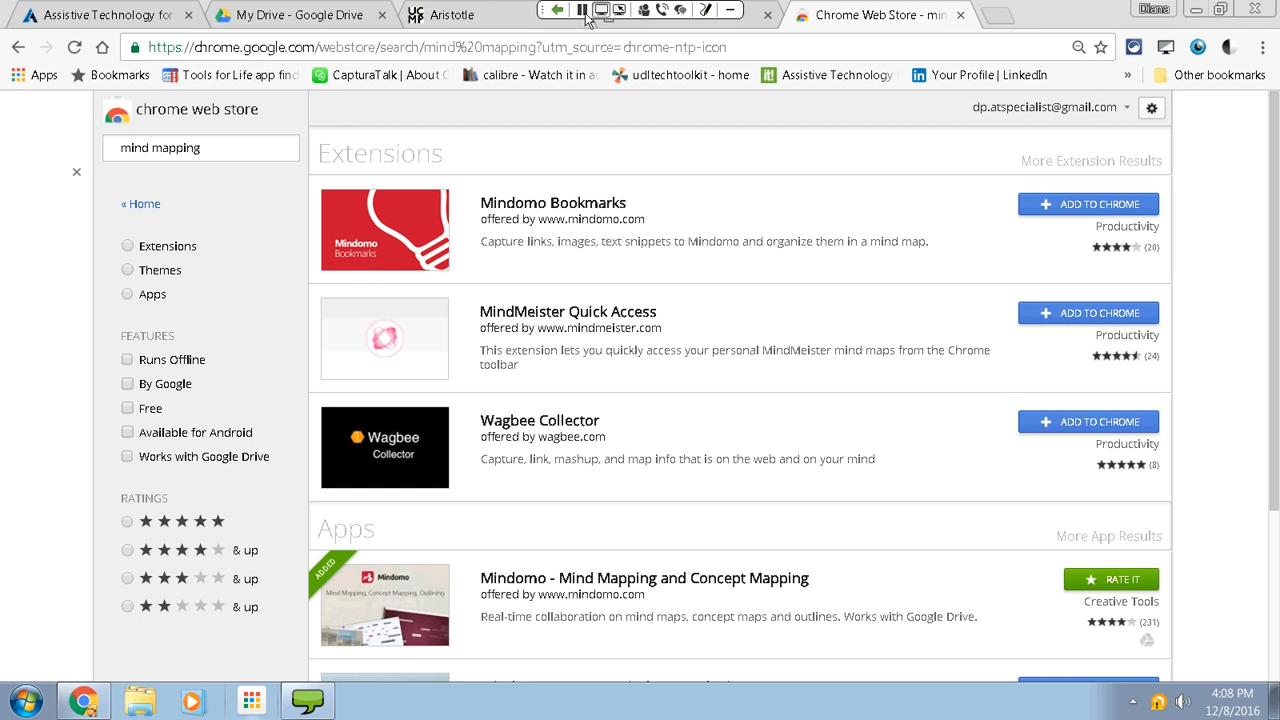 Assistive Technology for
My Drive - Google Drive
UC
MP
Aristotle
Chrome Web Store - min
Diana
https://chrome.google.com/webstore/search/mind%20mapping?utm_source=chrome-ntp-icon
Apps
Bookmarks
Tools for Life app find
CapturaTalk | About C
calibre - Watch it in a
udltechtoolkit - home
it!
Assistive Technology
Your Profile | LinkedIn
»
Other bookmarks
chrome web store
dp.atspecialist@gmail.com
mind mapping
« Home
Extensions
Themes
Apps
FEATURES
Runs Offline
By Google
Free
Available for Android
Works with Google Drive
RATINGS
& up
& up
& up
Extensions
More Extension Results
Mindomo
Bookmarks
Mindomo Bookmarks
offered by www.mindomo.com
Capture links, images, text snippets to Mindomo and organize them in a mind map.
ADD TO CHROME
Productivity
(20)
MindMeister Quick Access
offered by www.mindmeister.com
This extension lets you quickly access your personal MindMeister mind maps from the Chrome
toolbar
ADD TO CHROME
Productivity
(24)
Wagbee
Collector
Wagbee Collector
offered by wagbee.com
Capture, link, mashup, and map info that is on the web and on your mind
ADD TO CHROME
Productivity
(8)
Apps
More App Results
ADDED
Mindomo
Mind Mapping, Concept Mapping, Outlining
Mindomo - Mind Mapping and Concept Mapping
offered by www.mindomo.com
Real-time collaboration on mind maps, concept maps and outlines. Works with Google Drive.
RATE IT
Creative Tools
(231)
4:08 PM
12/8/2016